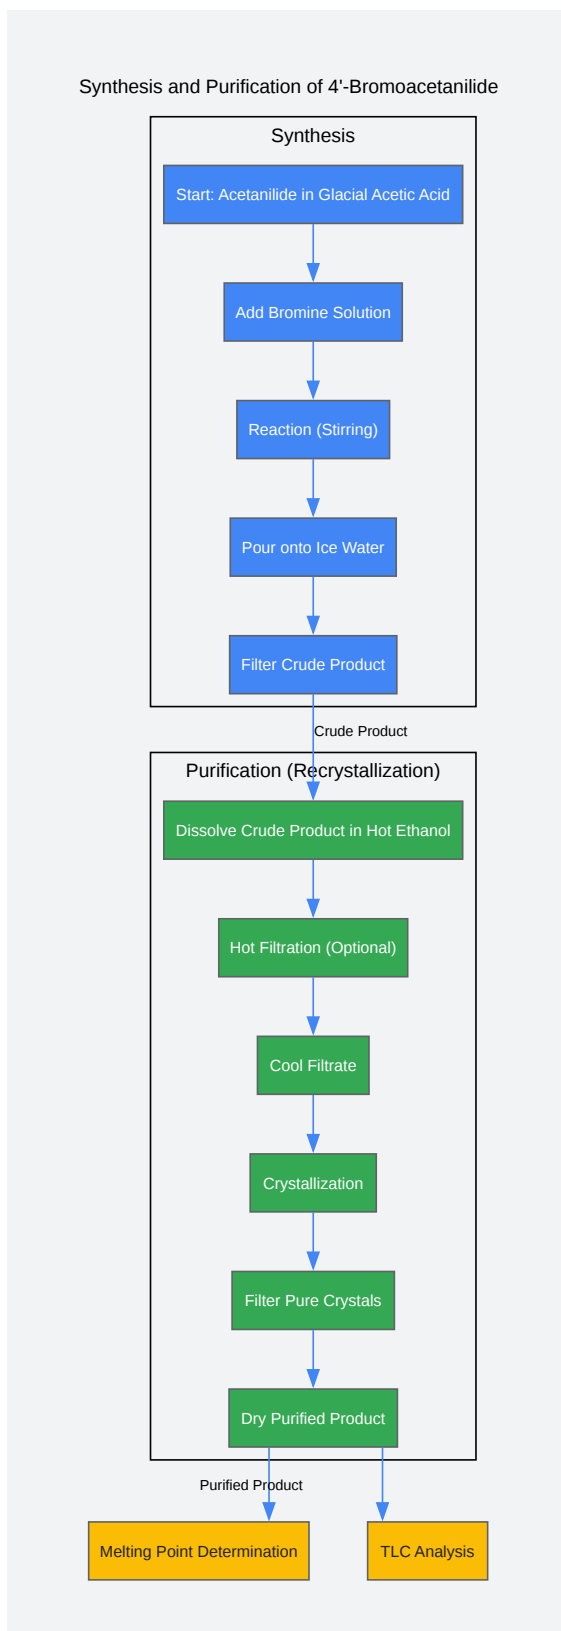 Synthesis and Purification of 4'-Bromoacetanilide
Synthesis
Start: Acetanilide in Glacial Acetic Acid
Add Bromine Solution
Reaction (Stirring)
Pour onto Ice Water
Filter Crude Product
Crude Product
Purification (Recrystallization)
Dissolve Crude Product in Hot Ethanol
Hot Filtration (Optional)
Cool Filtrate
Crystallization
Filter Pure Crystals
Dry Purified Product
Purified Product
Melting Point Determination
TLC Analysis